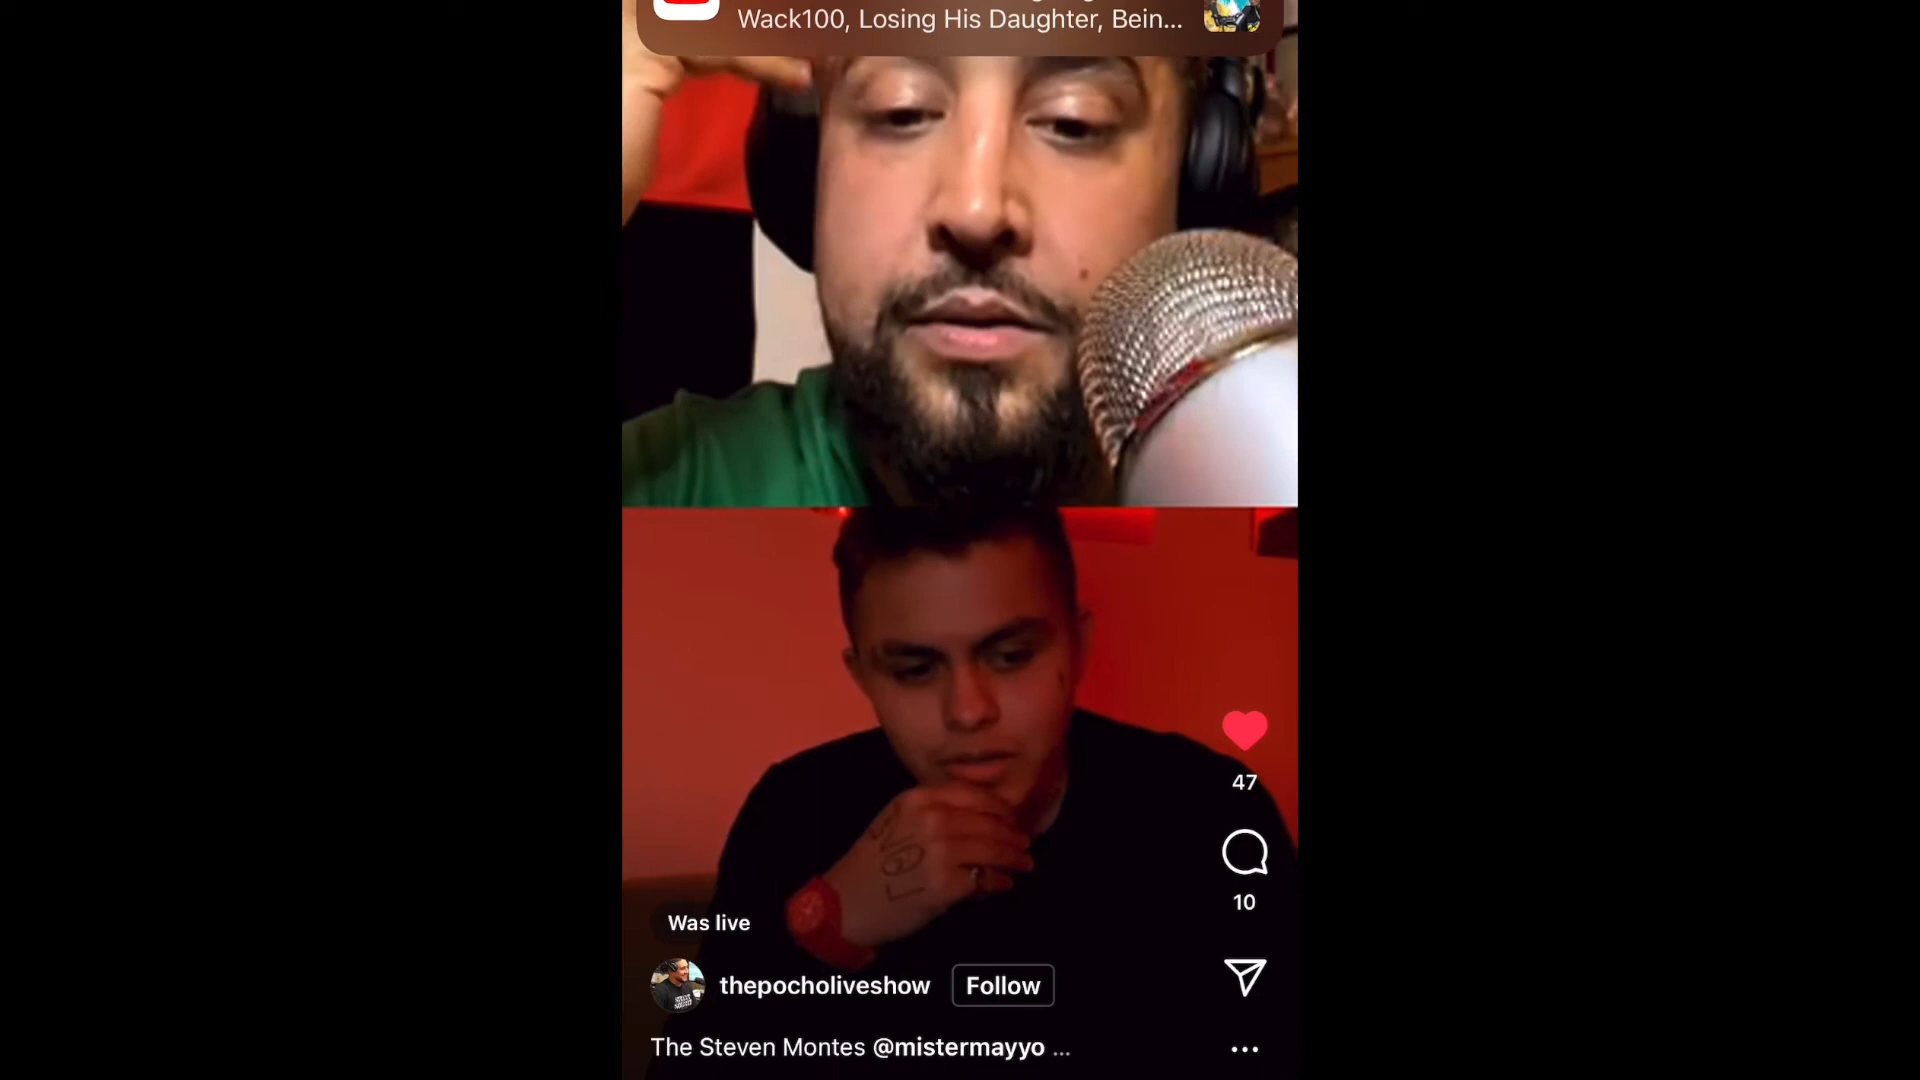 Wack100, Losing His Daughter, Bein...
47
10
Was live
thepocholiveshow
Follow
The Steven Montes @mistermayyo ...